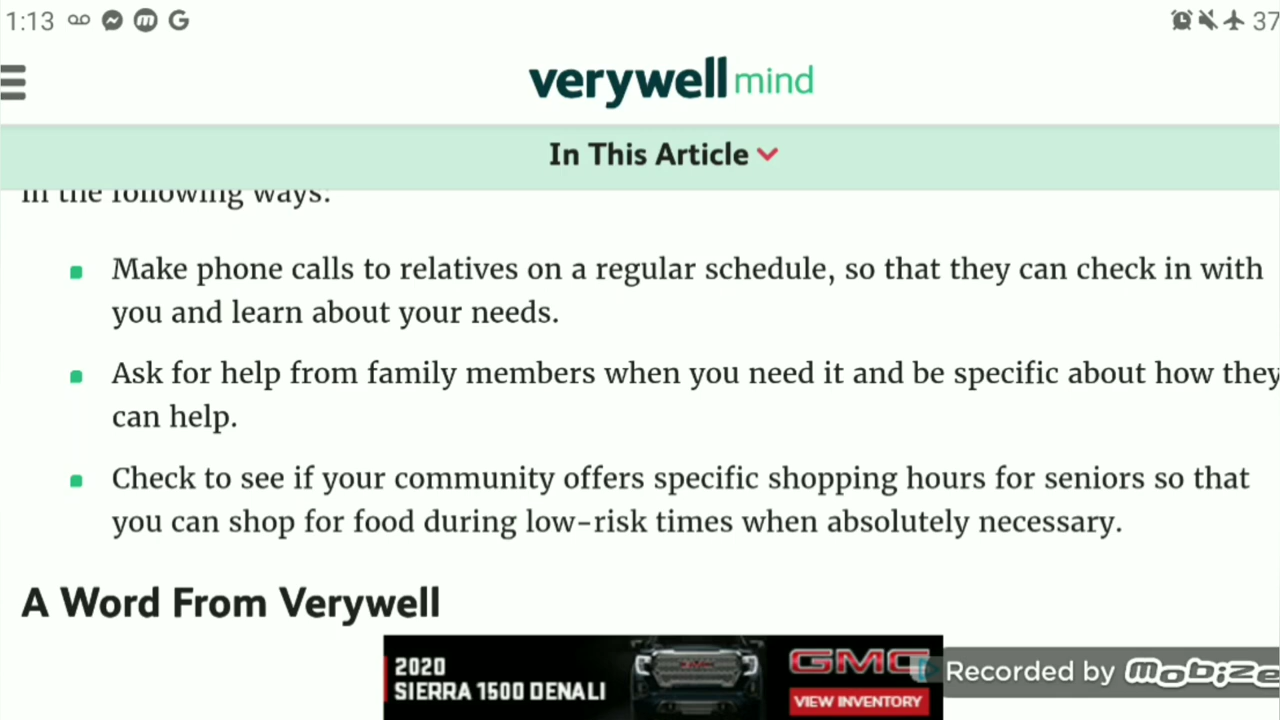 1:13
37
verywell mind
In This Article
in the following ways:
Make phone calls to relatives on a regular schedule, so that they can check in with
you and learn about your needs.
Ask for help from family members when you need it and be specific about how they
can help.
Check to see if your community offers specific shopping hours for seniors so that
you can shop for food during low-risk times when absolutely necessary.
A Word From Verywell
2020
SIERRA 1500 DENALI
GMC
VIEW INVENTORY
Recorded by mobize